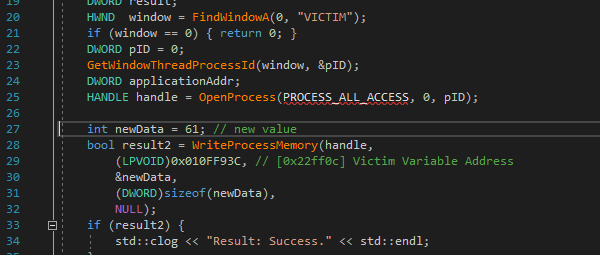 19 DWORD result;
20 HWND  window = FindWindowA(0, "VICTIM");
21 if (window == 0) { return 0; }
22 DWORD pID = 0;
23 GetWindowThreadProcessId(window, &pID);
24 DWORD applicationAddr;
25 HANDLE handle = OpenProcess(PROCESS_ALL_ACCESS, 0, pID);
26
27 int newData = 61; // new value
28 bool result2 = WriteProcessMemory(handle,
29 (LPVOID)0x010FF93C, // [0x22ff0c] Victim Variable Address
30 &newData,
31 (DWORD)sizeof(newData),
32 NULL);
33 if (result2) {
34 std::clog << "Result: Success." << std::endl;